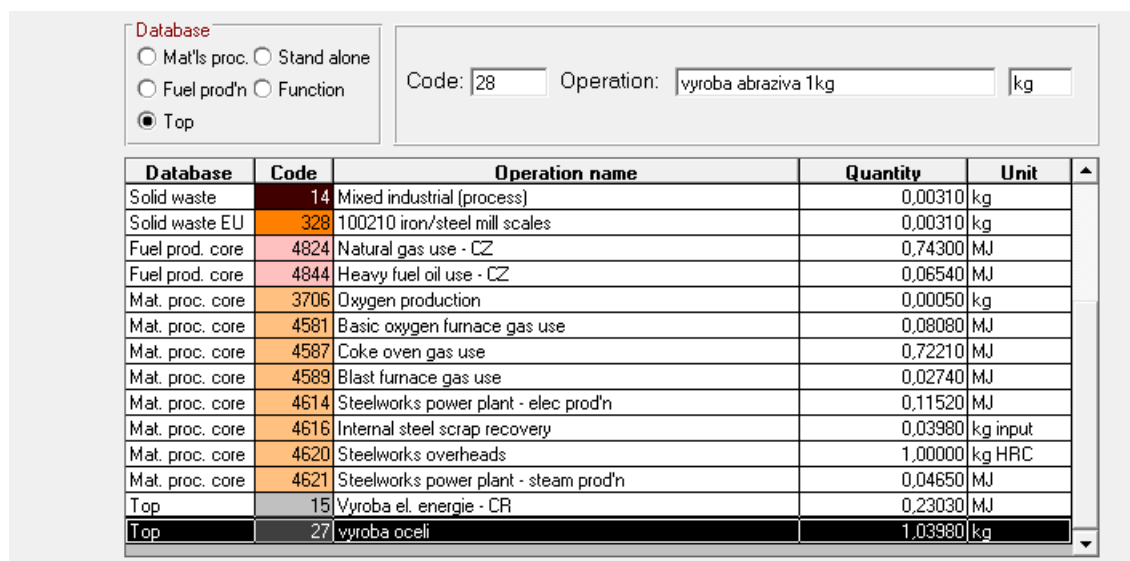 Database
Mat'ls proc. Stand alone
Fuel prod'n Function
Top
Code: 28 Operation: vyroba abraziva 1kg kg
Database Code Operation name Quantity Unit
Solid waste 14 Mixed industrial (process) 0,00310 kg
Solid waste EU 328 100210 iron/steel mill scales 0,00310 kg
Fuel prod. core 4824 Natural gas use - CZ 0,74300 MJ
Fuel prod. core 4844 Heavy fuel oil use - CZ 0,06540 MJ
Mat. proc. core 3706 Oxygen production 0,00050 kg
Mat. proc. core 4581 Basic oxygen furnace gas use 0,08080 MJ
Mat. proc. core 4587 Coke oven gas use 0,72210 MJ
Mat. proc. core 4589 Blast furnace gas use 0,02740 MJ
Mat. proc. core 4614 Steelworks power plant - elec prod'n 0,11520 MJ
Mat. proc. core 4616 Internal steel scrap recovery 0,03980 kg input
Mat. proc. core 4620 Steelworks overheads 1,00000 kg HRC
Mat. proc. core 4621 Steelworks power plant - steam prod'n 0,04650 MJ
Top 15 Vyroba el. energie - CR 0,23030 MJ
Top 27 vyroba oceli 1,03980 kg